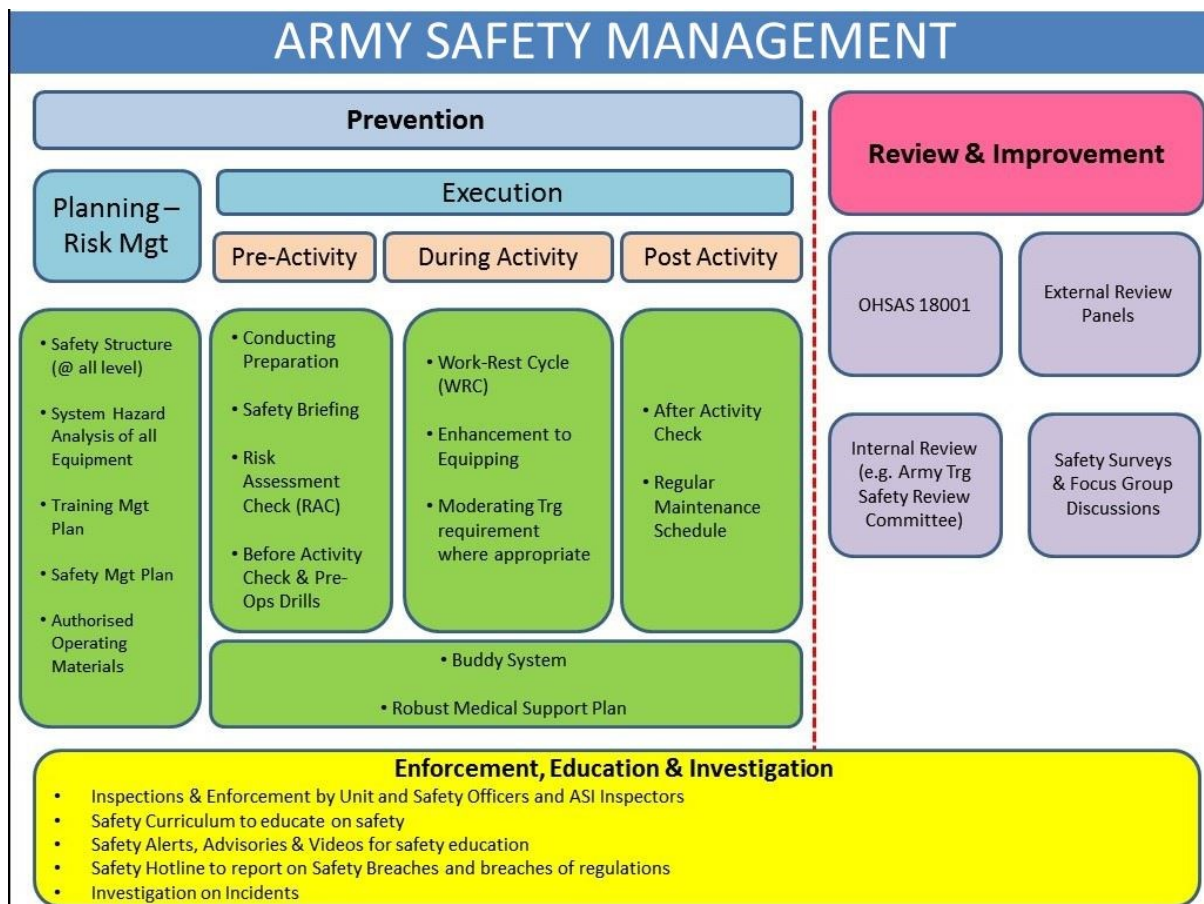 ARMY SAFETY MANAGEMENT
Prevention
Planning –
Risk Mgt
Execution
Pre-Activity
During Activity
Post Activity
• Safety Structure
(@ all level)
• System Hazard
Analysis of all
Equipment
• Training Mgt
Plan
• Safety Mgt Plan
• Authorised
Operating
Materials
• Conducting
Preparation
• Safety Briefing
• Risk
Assessment
Check (RAC)
• Before Activity
Check & Pre-
Ops Drills
• Work-Rest Cycle
(WRC)
• Enhancement to
Equipping
• Moderating Trg
requirement
where appropriate
• After Activity
Check
• Regular
Maintenance
Schedule
• Buddy System
• Robust Medical Support Plan
Review & Improvement
OHSAS 18001
External Review
Panels
Internal Review
(e.g. Army Trg
Safety Review
Committee)
Safety Surveys
& Focus Group
Discussions
Enforcement, Education & Investigation
• Inspections & Enforcement by Unit and Safety Officers and ASI Inspectors
• Safety Curriculum to educate on safety
• Safety Alerts, Advisories & Videos for safety education
• Safety Hotline to report on Safety Breaches and breaches of regulations
• Investigation on Incidents